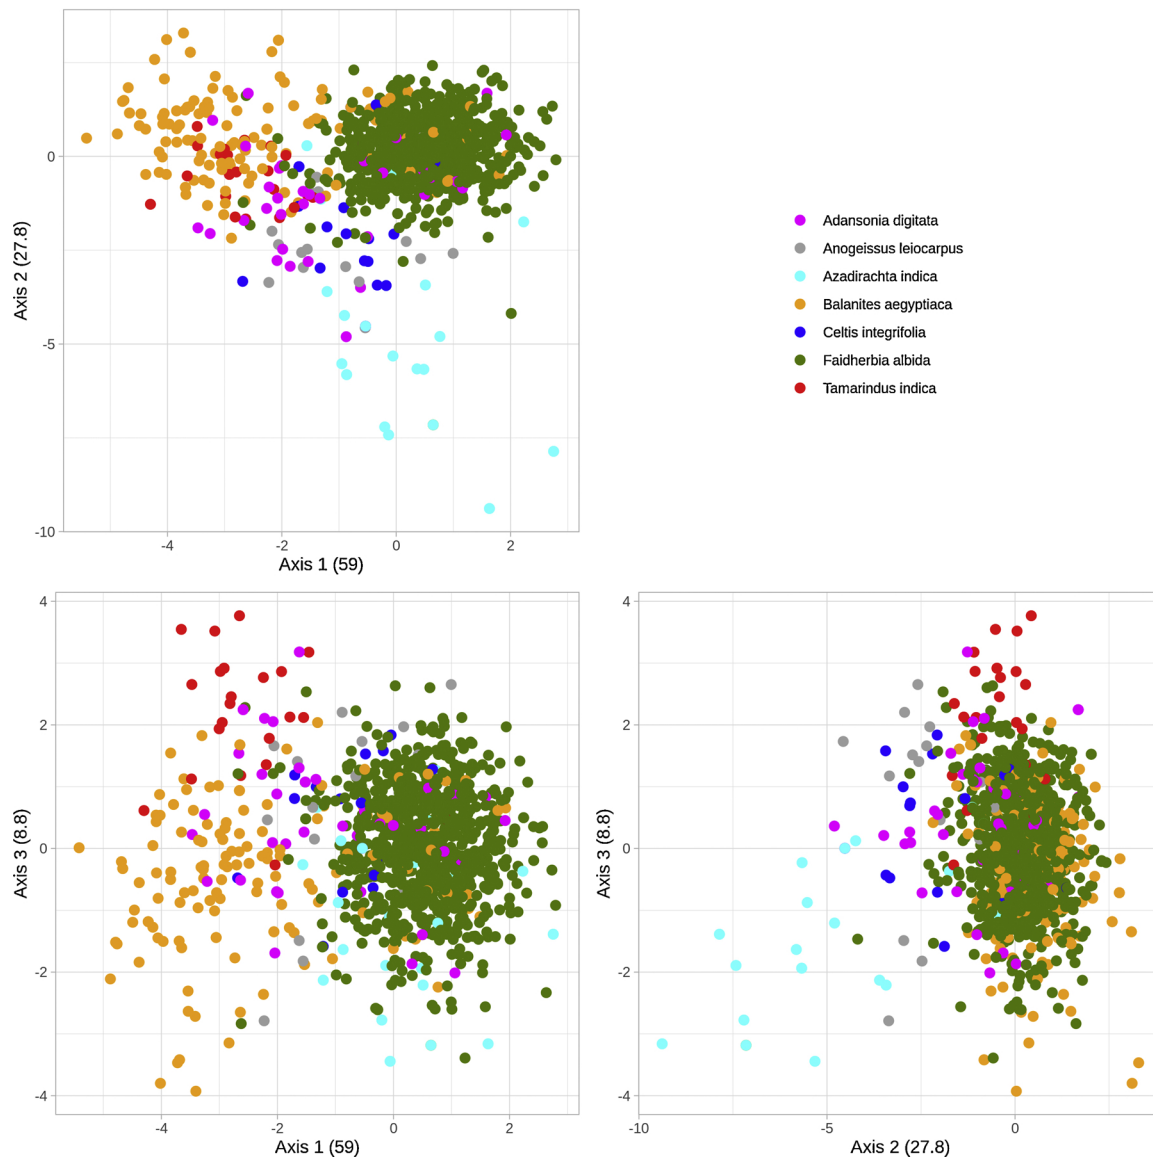 0
-5
-10
-4
-2
0
2
Axis 1 (59)
Axis 2 (27.8)
Adansonia digitata
Anogeissus leiocarpus
Azadirachta indica
Balanites aegyptiaca
Celtis integrifolia
Faidherbia albida
Tamarindus indica
4
2
0
-2
-4
-4
-2
0
2
Axis 1 (59)
Axis 3 (8.8)
4
2
0
-2
-4
-10
-5
0
Axis 2 (27.8)
Axis 3 (8.8)